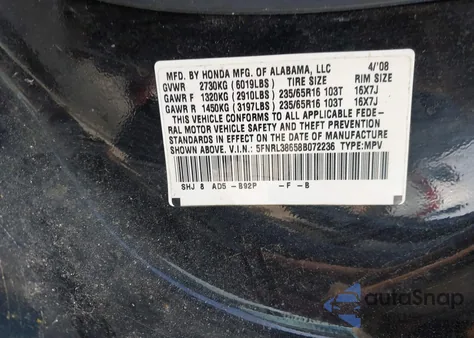 MFD. BY HONDA MFG. OF ALABAMA, LLC 4/'08
GVWR 2730KG (6019LBS) TIRE SIZE RIM SIZE
GAWR F 1320KG (2910LBS) 235/65R16 103T 16X7J
GAWR R 1450KG (3197LBS) 235/65R16 103T 16X7J
THIS VEHICLE CONFORMS TO ALL APPLICABLE FEDE-
RAL MOTOR VEHICLE SAFETY AND THEFT PREVENTION
STANDARDS IN EFFECT ON THE DATE OF MANUFACTURE
SHOWN ABOVE. V.I.N.: 5FNRL38658B072236 TYPE:MPV
SHJ 8 AD5 -B92P -F -B
autoSnap